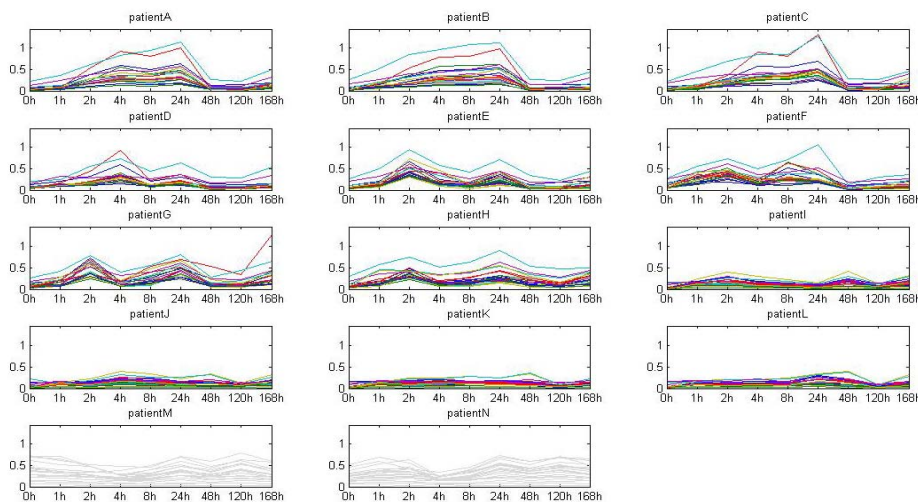 patientA patientB patientC
1 1 1
0.5 0.5 0.5
0 0 0
0h 1h 2h 4h 8h 24h 48h 120h 168h 0h 1h 2h 4h 8h 24h 48h 120h 168h 0h 1h 2h 4h 8h 24h 48h 120h 168h
patientD patientE patientF
1 1 1
0.5 0.5 0.5
0 0 0
0h 1h 2h 4h 8h 24h 48h 120h 168h 0h 1h 2h 4h 8h 24h 48h 120h 168h 0h 1h 2h 4h 8h 24h 48h 120h 168h
patientG patientH patientI
1 1 1
0.5 0.5 0.5
0 0 0
0h 1h 2h 4h 8h 24h 48h 120h 168h 0h 1h 2h 4h 8h 24h 48h 120h 168h 0h 1h 2h 4h 8h 24h 48h 120h 168h
patientJ patientK patientL
1 1 1
0.5 0.5 0.5
0 0 0
0h 1h 2h 4h 8h 24h 48h 120h 168h 0h 1h 2h 4h 8h 24h 48h 120h 168h 0h 1h 2h 4h 8h 24h 48h 120h 168h
patientM patientN
1 1
0.5 0.5
0 0
0h 1h 2h 4h 8h 24h 48h 120h 168h 0h 1h 2h 4h 8h 24h 48h 120h 168h